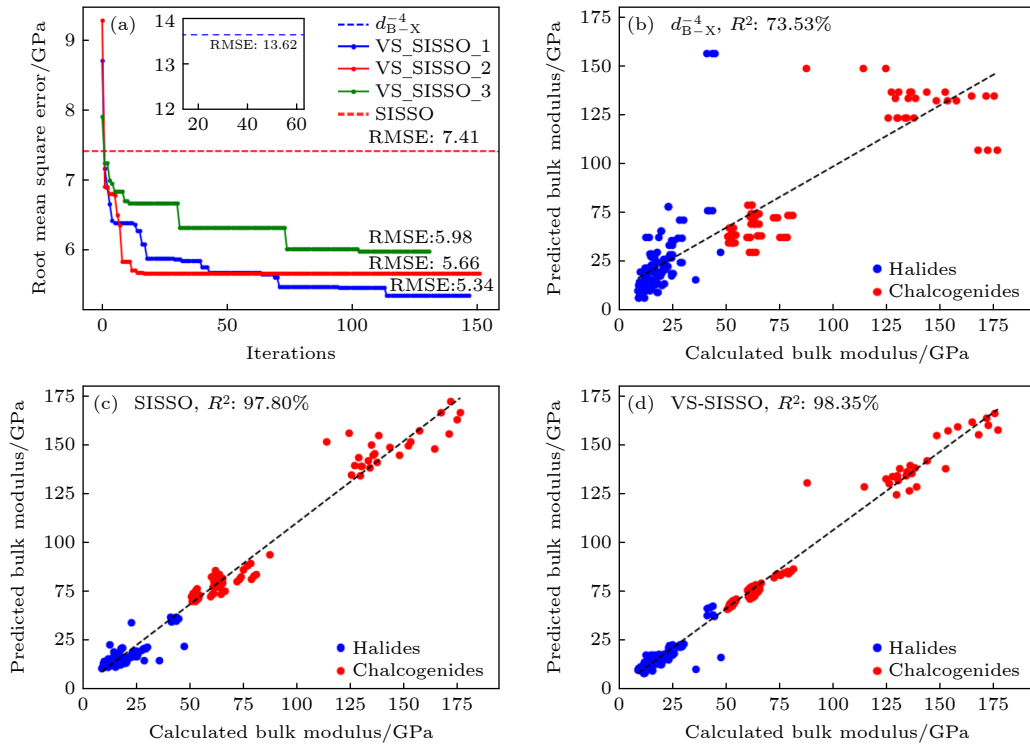 (a)
d_{B−X}^{−4}
VS_SISSO_1
VS_SISSO_2
VS_SISSO_3
SISSO
RMSE: 7.41
14
13
12
RMSE: 13.62
20 40 60
RMSE:5.98
RMSE: 5.66
RMSE:5.34
9
8
7
6
Root mean square error/GPa
0 50 100 150
Iterations
(b) d_{B−X}^{−4}, R²: 73.53%
175
150
125
100
75
50
25
0
Predicted bulk modulus/GPa
Halides
Chalcogenides
0 25 50 75 100 125 150 175
Calculated bulk modulus/GPa
(c) SISSO, R²: 97.80%
175
150
125
100
75
50
25
0
Predicted bulk modulus/GPa
Halides
Chalcogenides
0 25 50 75 100 125 150 175
Calculated bulk modulus/GPa
(d) VS-SISSO, R²: 98.35%
175
150
125
100
75
50
25
0
Predicted bulk modulus/GPa
Halides
Chalcogenides
0 25 50 75 100 125 150 175
Calculated bulk modulus/GPa